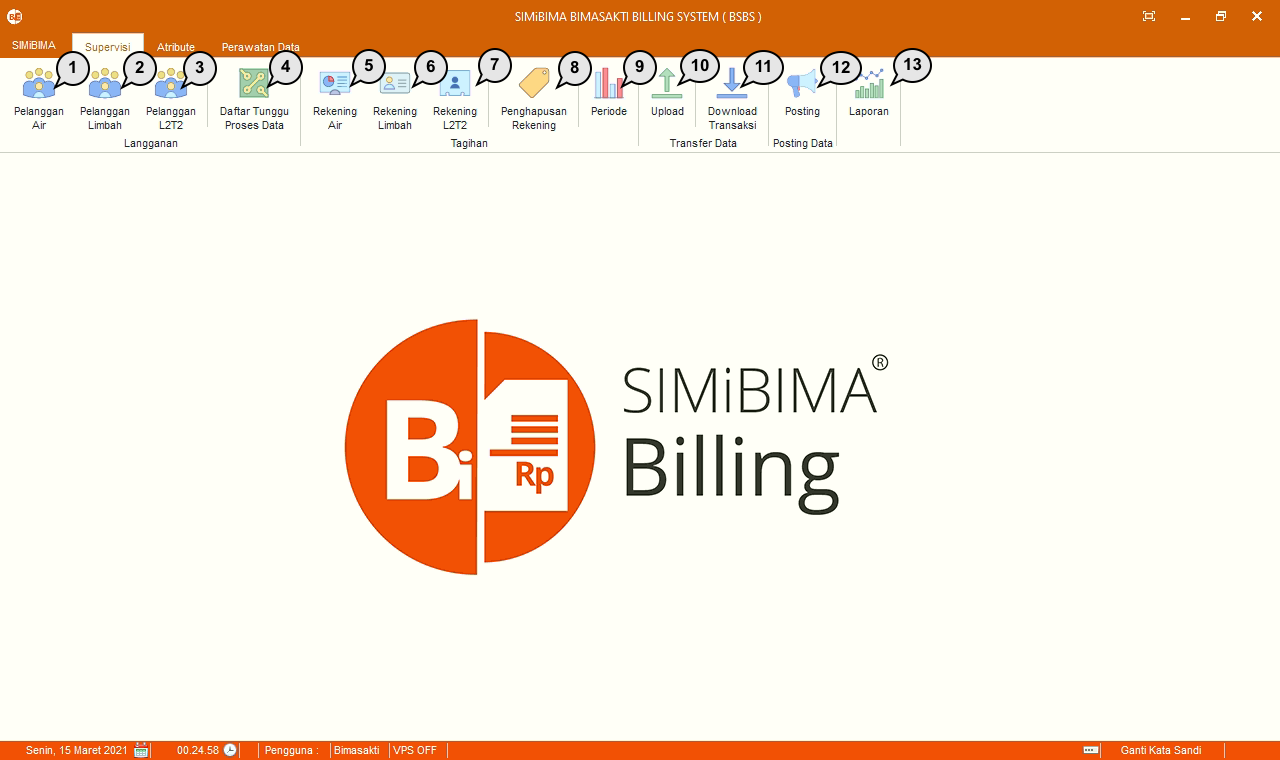 SIMiBIMA BIMASAKTI BILLING SYSTEM ( BSBS )
SIMiBIMA Supervisi Atribute Perawatan Data
1 2 3 4 5 6 7 8 9 10 11 12 13
Pelanggan Air
Pelanggan Limbah
Pelanggan L2T2
Daftar Tunggu Proses Data
Langganan
Rekening Air
Rekening Limbah
Rekening L2T2
Penghapusan Rekening
Periode
Tagihan
Upload
Download Transaksi
Transfer Data
Posting
Posting Data
Laporan
Bi
Rp
SIMiBIMA®
Billing
Senin, 15 Maret 2021 00.24.58 Pengguna : Bimasakti VPS OFF Ganti Kata Sandi